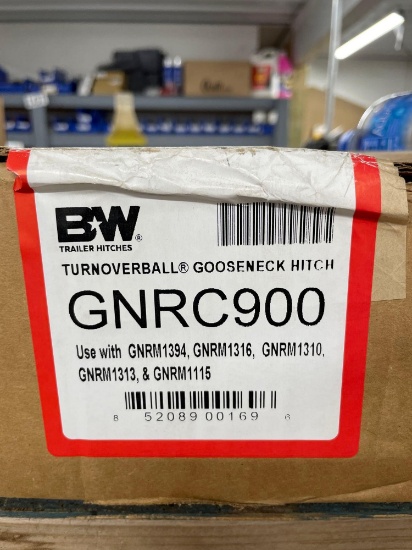 B&W®
TRAILER HITCHES
TURNOVERBALL® GOOSENECK HITCH
GNRC900
Use with GNRM1394, GNRM1316, GNRM1310,
GNRM1313, & GNRM1115
8 52089 00169 6